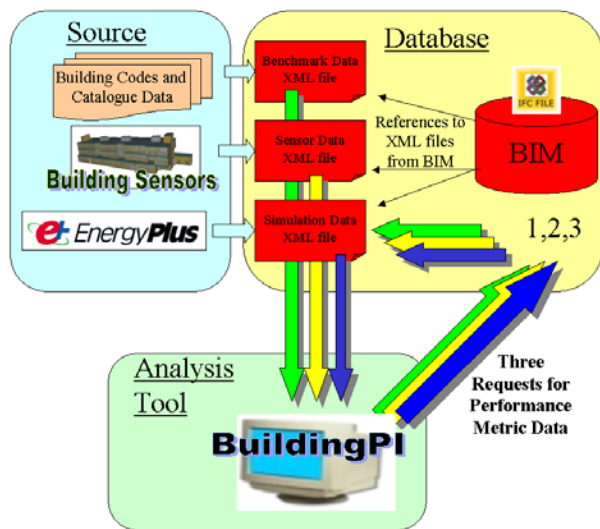 Source
Building Codes and
Catalogue Data
Building Sensors
e+ EnergyPlus
Database
Benchmark Data
XML file
Sensor Data
XML file
Simulation Data
XML file
References to
XML files
from BIM
IFC FILE
BIM
1,2,3
Analysis
Tool
BuildingPI
Three
Requests for
Performance
Metric Data